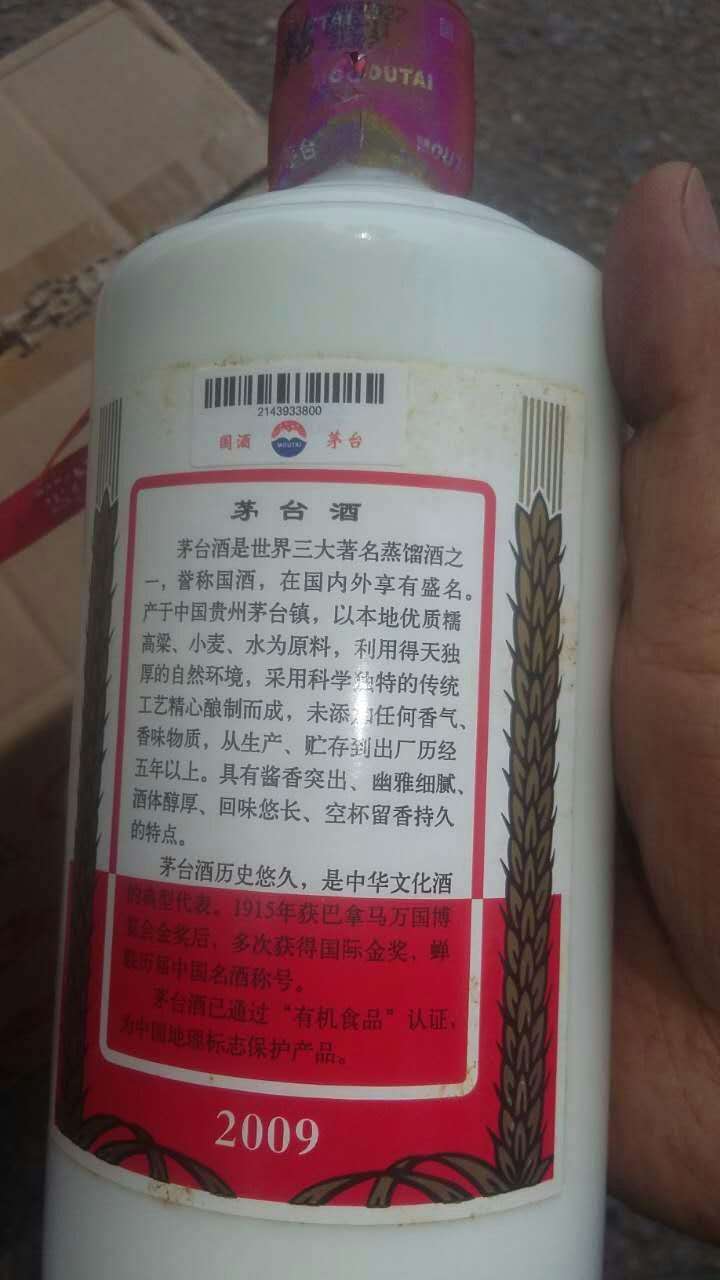 OUTAI
2143933800
国酒
MOUTAI
茅台
茅台酒
茅台酒是世界三大著名蒸馏酒之
一，誉称国酒，在国内外享有盛名。
产于中国贵州茅台镇，以本地优质糯
高粱、小麦、水为原料，利用得天独
厚的自然环境，采用科学独特的传统
工艺精心酿制而成，未添加任何香气、
香味物质，从生产、贮存到出厂历经
五年以上。具有酱香突出、幽雅细腻、
酒体醇厚、回味悠长、空杯留香持久
的特点。
茅台酒历史悠久，是中华文化酒
的典型代表。1915年获巴拿马万国博
览会金奖后，多次获得国际金奖，蝉
联历届中国名酒称号。
茅台酒已通过“有机食品”认证，
为中国地理标志保护产品。
2009